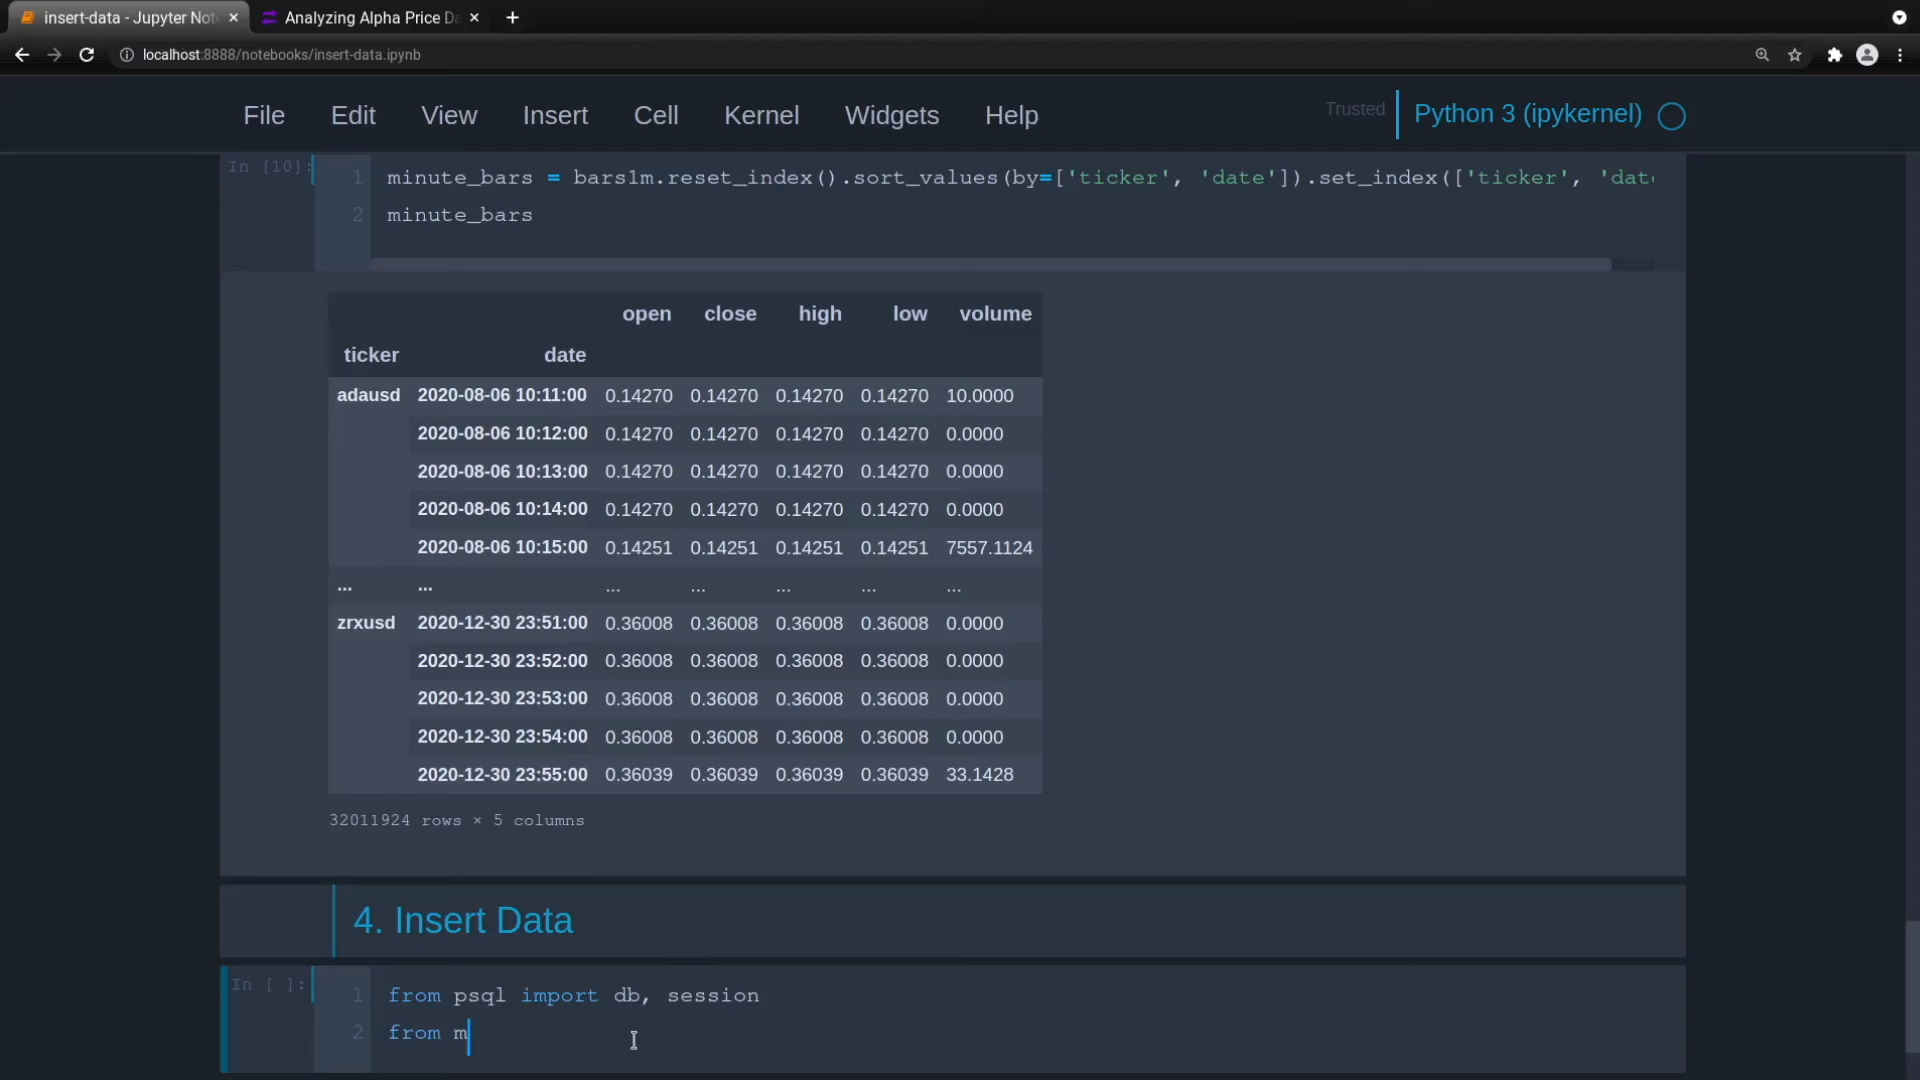 insert-data - Jupyter Not
Analyzing Alpha Price D
localhost:8888/notebooks/insert-data.ipynb
File Edit View Insert Cell Kernel Widgets Help
Trusted
Python 3 (ipykernel)
In [10]:
1 minute_bars = bars1m.reset_index().sort_values(by=['ticker', 'date']).set_index(['ticker', 'dat
2 minute_bars
open close high low volume
ticker date
adausd 2020-08-06 10:11:00 0.14270 0.14270 0.14270 0.14270 10.0000
2020-08-06 10:12:00 0.14270 0.14270 0.14270 0.14270 0.0000
2020-08-06 10:13:00 0.14270 0.14270 0.14270 0.14270 0.0000
2020-08-06 10:14:00 0.14270 0.14270 0.14270 0.14270 0.0000
2020-08-06 10:15:00 0.14251 0.14251 0.14251 0.14251 7557.1124
... ... ... ... ... ... ...
zrxusd 2020-12-30 23:51:00 0.36008 0.36008 0.36008 0.36008 0.0000
2020-12-30 23:52:00 0.36008 0.36008 0.36008 0.36008 0.0000
2020-12-30 23:53:00 0.36008 0.36008 0.36008 0.36008 0.0000
2020-12-30 23:54:00 0.36008 0.36008 0.36008 0.36008 0.0000
2020-12-30 23:55:00 0.36039 0.36039 0.36039 0.36039 33.1428
32011924 rows × 5 columns
4. Insert Data
In [ ]:
1 from psql import db, session
2 from m